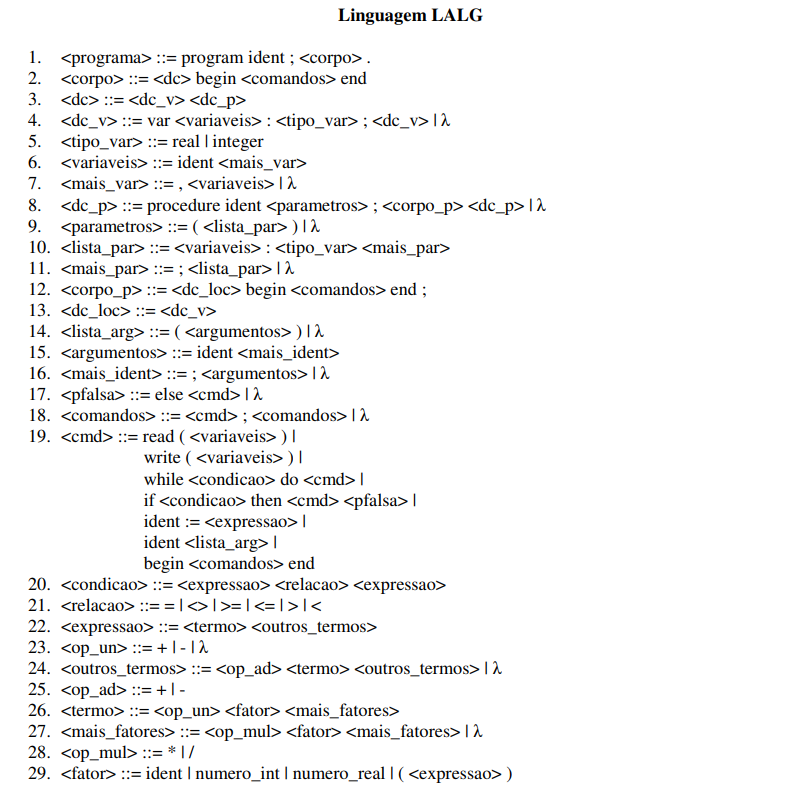 Linguagem LALG
1. <programa> ::= program ident ; <corpo> .
2. <corpo> ::= <dc> begin <comandos> end
3. <dc> ::= <dc_v> <dc_p>
4. <dc_v> ::= var <variaveis> : <tipo_var> ; <dc_v> | λ
5. <tipo_var> ::= real | integer
6. <variaveis> ::= ident <mais_var>
7. <mais_var> ::= , <variaveis> | λ
8. <dc_p> ::= procedure ident <parametros> ; <corpo_p> <dc_p> | λ
9. <parametros> ::= ( <lista_par> ) | λ
10. <lista_par> ::= <variaveis> : <tipo_var> <mais_par>
11. <mais_par> ::= ; <lista_par> | λ
12. <corpo_p> ::= <dc_loc> begin <comandos> end ;
13. <dc_loc> ::= <dc_v>
14. <lista_arg> ::= ( <argumentos> ) | λ
15. <argumentos> ::= ident <mais_ident>
16. <mais_ident> ::= ; <argumentos> | λ
17. <pfalsa> ::= else <cmd> | λ
18. <comandos> ::= <cmd> ; <comandos> | λ
19. <cmd> ::= read ( <variaveis> ) |
write ( <variaveis> ) |
while <condicao> do <cmd> |
if <condicao> then <cmd> <pfalsa> |
ident := <expressao> |
ident <lista_arg> |
begin <comandos> end
20. <condicao> ::= <expressao> <relacao> <expressao>
21. <relacao> ::= = | <> | >= | <= | > | <
22. <expressao> ::= <termo> <outros_termos>
23. <op_un> ::= + | - | λ
24. <outros_termos> ::= <op_ad> <termo> <outros_termos> | λ
25. <op_ad> ::= + | -
26. <termo> ::= <op_un> <fator> <mais_fatores>
27. <mais_fatores> ::= <op_mul> <fator> <mais_fatores> | λ
28. <op_mul> ::= * | /
29. <fator> ::= ident | numero_int | numero_real | ( <expressao> )